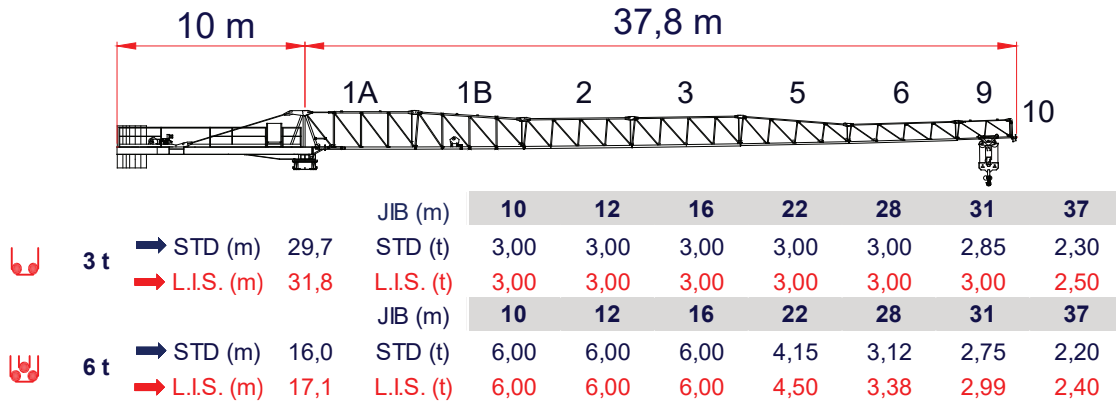 10 m 37,8 m
1A 1B 2 3 5 6 9 10
JIB (m) 10 12 16 22 28 31 37
3 t STD (m) 29,7 STD (t) 3,00 3,00 3,00 3,00 3,00 2,85 2,30
L.I.S. (m) 31,8 L.I.S. (t) 3,00 3,00 3,00 3,00 3,00 3,00 2,50
JIB (m) 10 12 16 22 28 31 37
6 t STD (m) 16,0 STD (t) 6,00 6,00 6,00 4,15 3,12 2,75 2,20
L.I.S. (m) 17,1 L.I.S. (t) 6,00 6,00 6,00 4,50 3,38 2,99 2,40